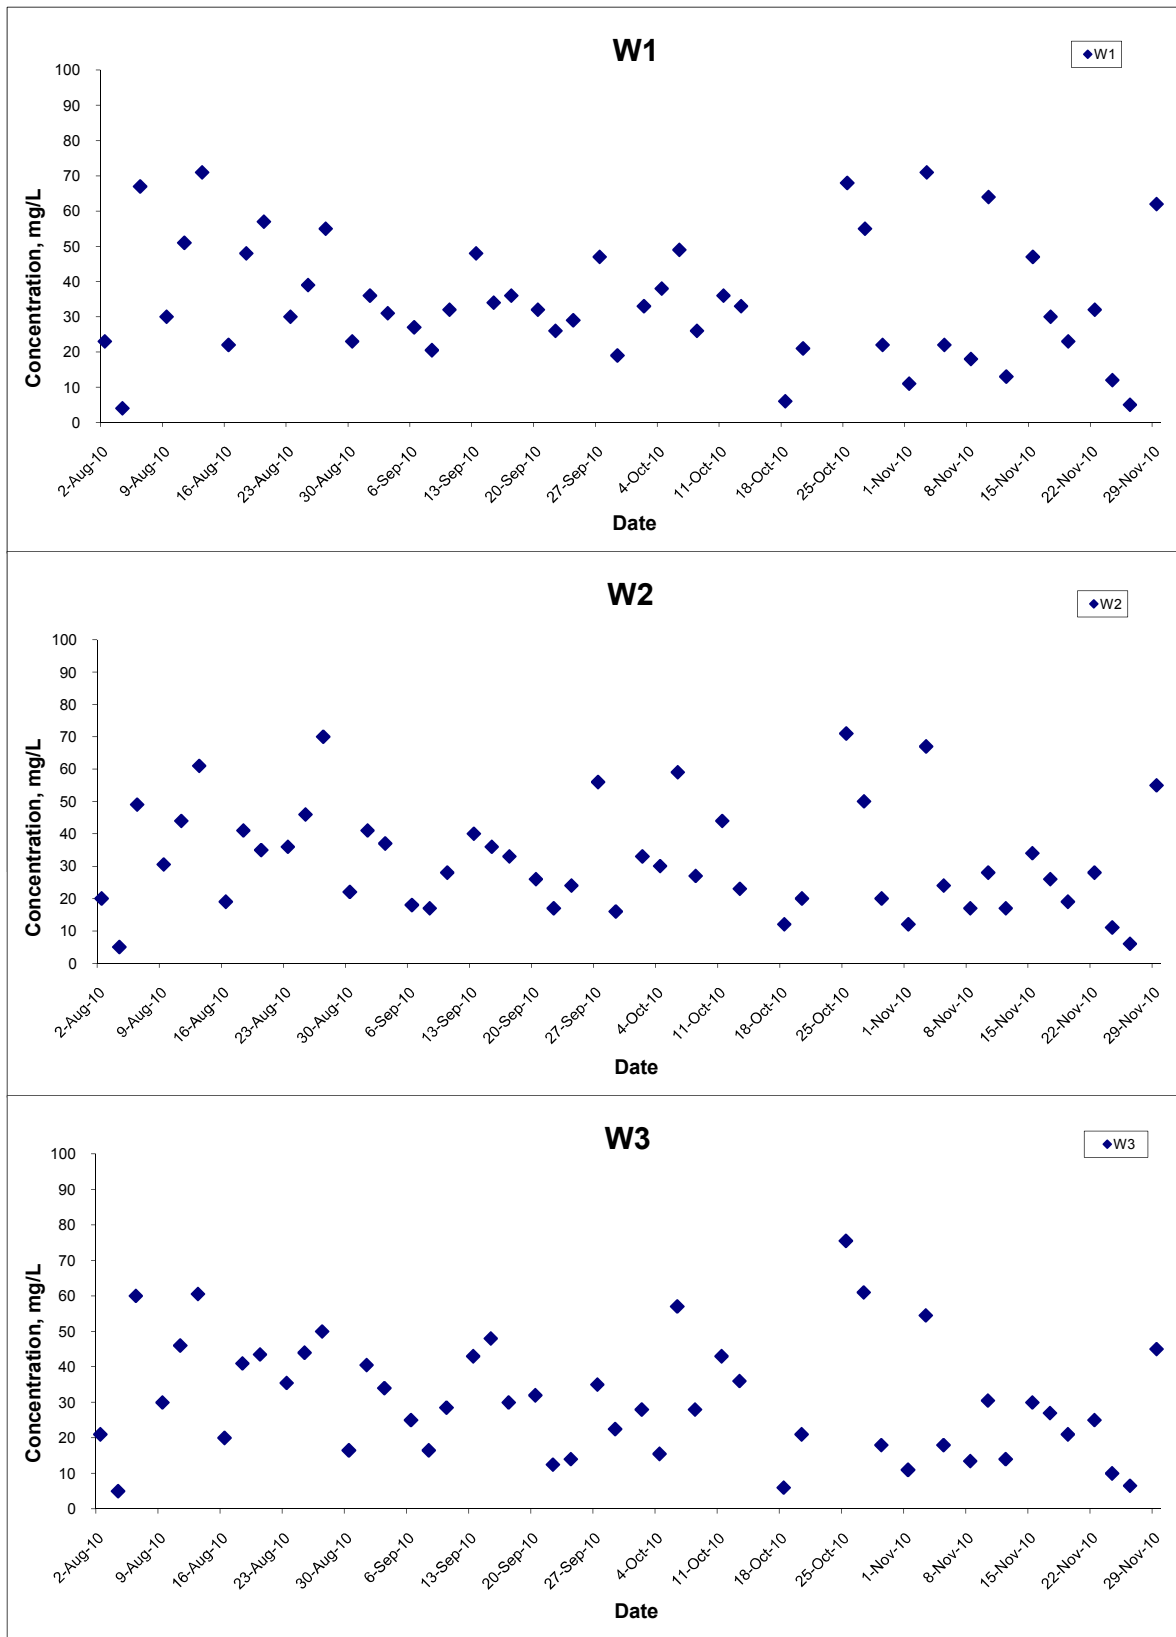 W1
W1
100
90
80
70
60
50
40
30
20
10
0
Concentration, mg/L
2-Aug-10
9-Aug-10
16-Aug-10
23-Aug-10
30-Aug-10
6-Sep-10
13-Sep-10
20-Sep-10
27-Sep-10
4-Oct-10
11-Oct-10
18-Oct-10
25-Oct-10
1-Nov-10
8-Nov-10
15-Nov-10
22-Nov-10
29-Nov-10
Date
W2
W2
100
90
80
70
60
50
40
30
20
10
0
Concentration, mg/L
2-Aug-10
9-Aug-10
16-Aug-10
23-Aug-10
30-Aug-10
6-Sep-10
13-Sep-10
20-Sep-10
27-Sep-10
4-Oct-10
11-Oct-10
18-Oct-10
25-Oct-10
1-Nov-10
8-Nov-10
15-Nov-10
22-Nov-10
29-Nov-10
Date
W3
W3
100
90
80
70
60
50
40
30
20
10
0
Concentration, mg/L
2-Aug-10
9-Aug-10
16-Aug-10
23-Aug-10
30-Aug-10
6-Sep-10
13-Sep-10
20-Sep-10
27-Sep-10
4-Oct-10
11-Oct-10
18-Oct-10
25-Oct-10
1-Nov-10
8-Nov-10
15-Nov-10
22-Nov-10
29-Nov-10
Date